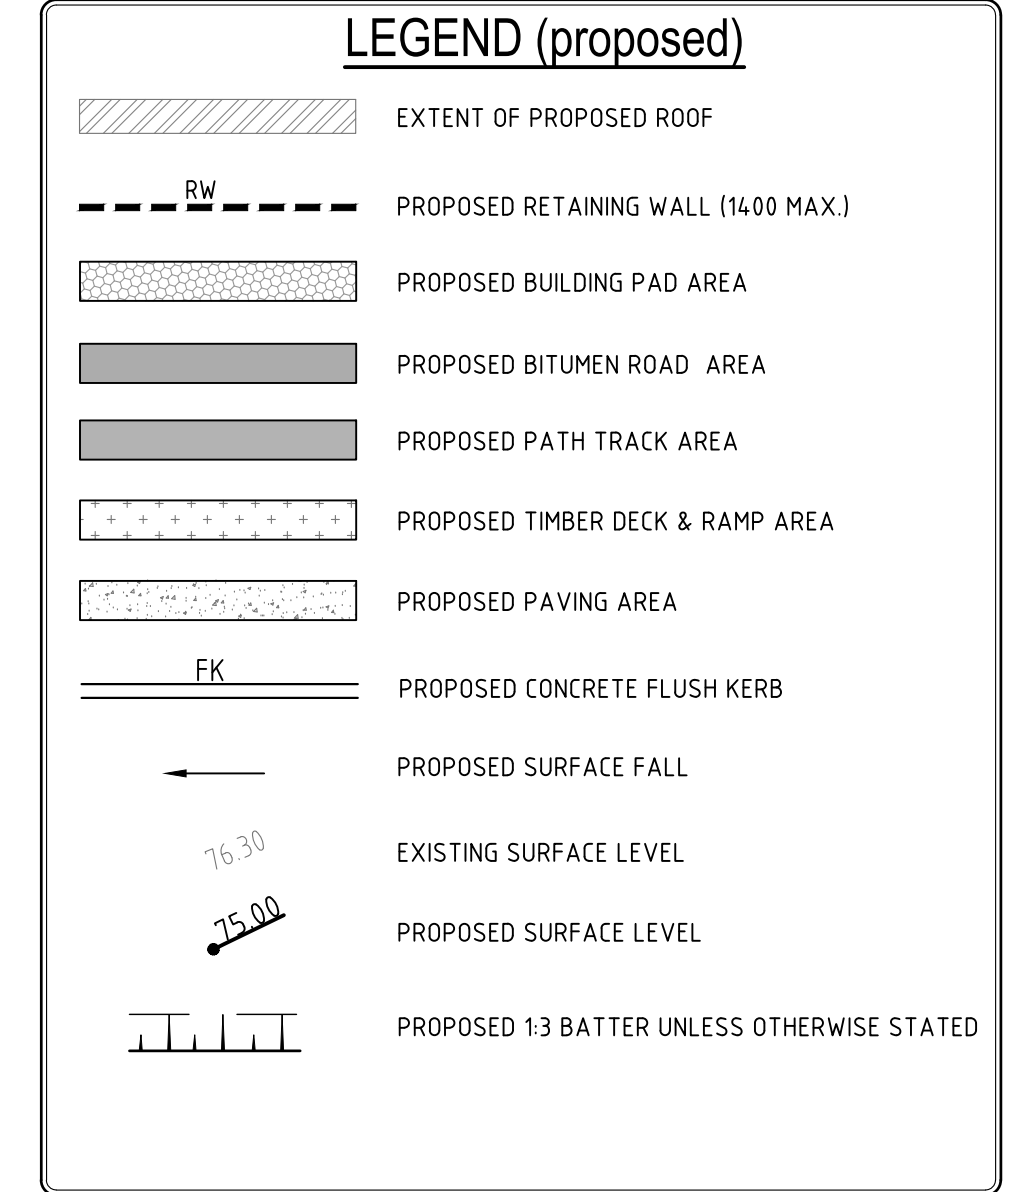 LEGEND (proposed)
EXTENT OF PROPOSED ROOF
RW
PROPOSED RETAINING WALL (1400 MAX.)
PROPOSED BUILDING PAD AREA
PROPOSED BITUMEN ROAD AREA
PROPOSED PATH TRACK AREA
PROPOSED TIMBER DECK & RAMP AREA
PROPOSED PAVING AREA
FK
PROPOSED CONCRETE FLUSH KERB
PROPOSED SURFACE FALL
76.30
EXISTING SURFACE LEVEL
75.00
PROPOSED SURFACE LEVEL
PROPOSED 1:3 BATTER UNLESS OTHERWISE STATED